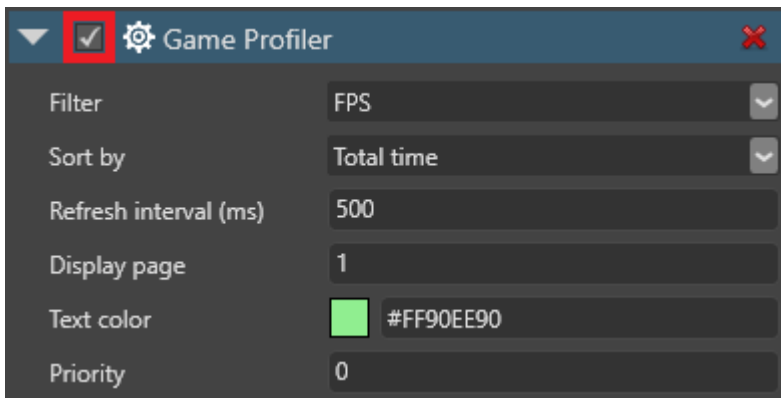 Game Profiler
Filter FPS
Sort by Total time
Refresh interval (ms) 500
Display page 1
Text color #FF90EE90
Priority 0